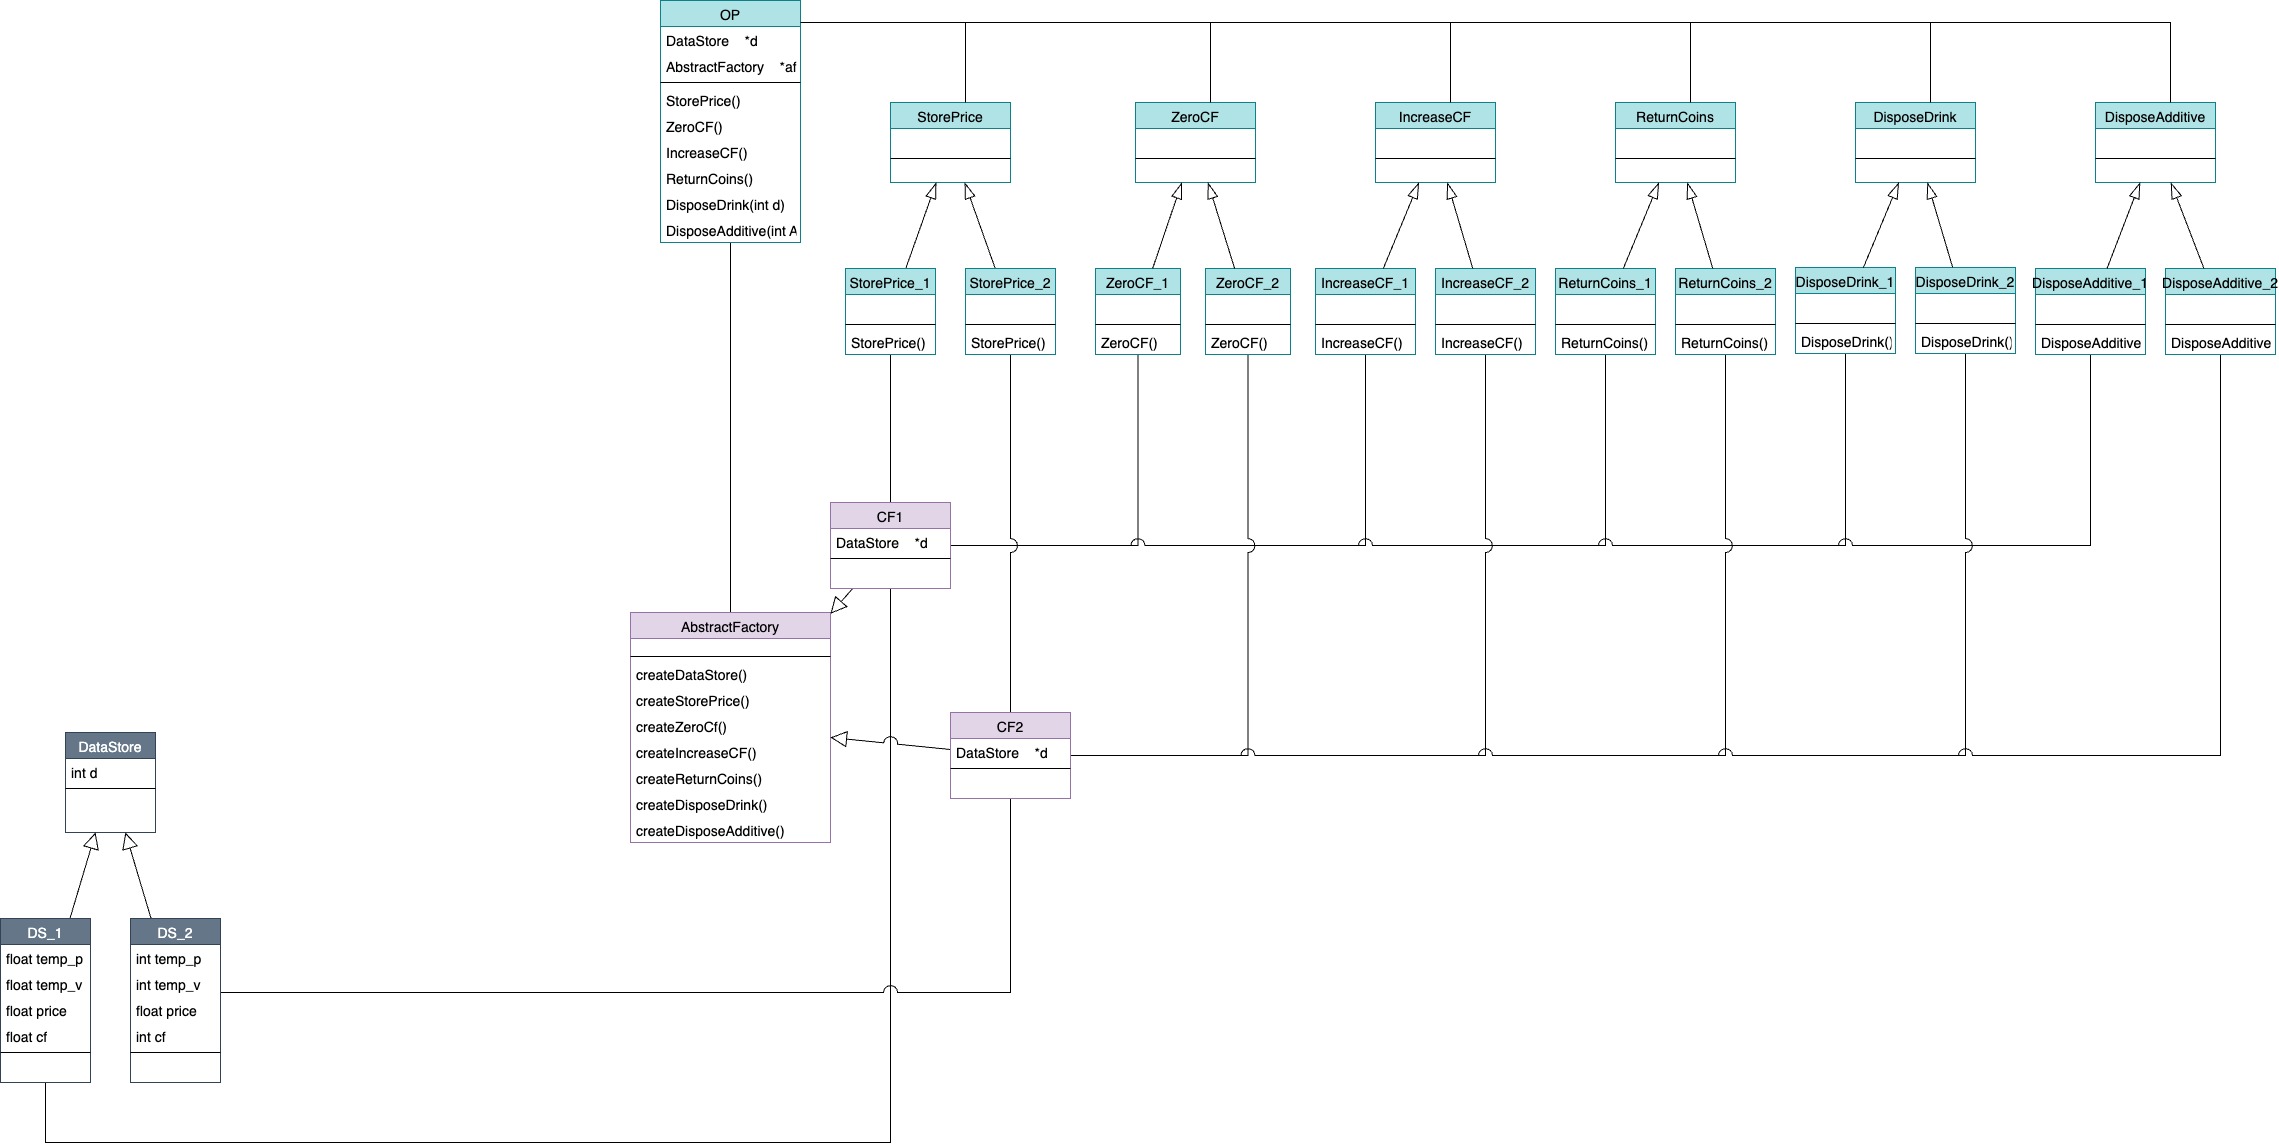 OP
DataStore *d
AbstractFactory *af
StorePrice()
ZeroCF()
IncreaseCF()
ReturnCoins()
DisposeDrink(int d)
DisposeAdditive(int A
StorePrice
ZeroCF
IncreaseCF
ReturnCoins
DisposeDrink
DisposeAdditive
StorePrice_1
StorePrice()
StorePrice_2
StorePrice()
ZeroCF_1
ZeroCF()
ZeroCF_2
ZeroCF()
IncreaseCF_1
IncreaseCF()
IncreaseCF_2
IncreaseCF()
ReturnCoins_1
ReturnCoins()
ReturnCoins_2
ReturnCoins()
DisposeDrink_1
DisposeDrink()
DisposeDrink_2
DisposeDrink()
DisposeAdditive_1
DisposeAdditive
DisposeAdditive_2
DisposeAdditive
CF1
DataStore *d
AbstractFactory
createDataStore()
createStorePrice()
createZeroCf()
createIncreaseCF()
createReturnCoins()
createDisposeDrink()
createDisposeAdditive()
CF2
DataStore *d
DataStore
int d
DS_1
float temp_p
float temp_v
float price
float cf
DS_2
int temp_p
int temp_v
float price
int cf